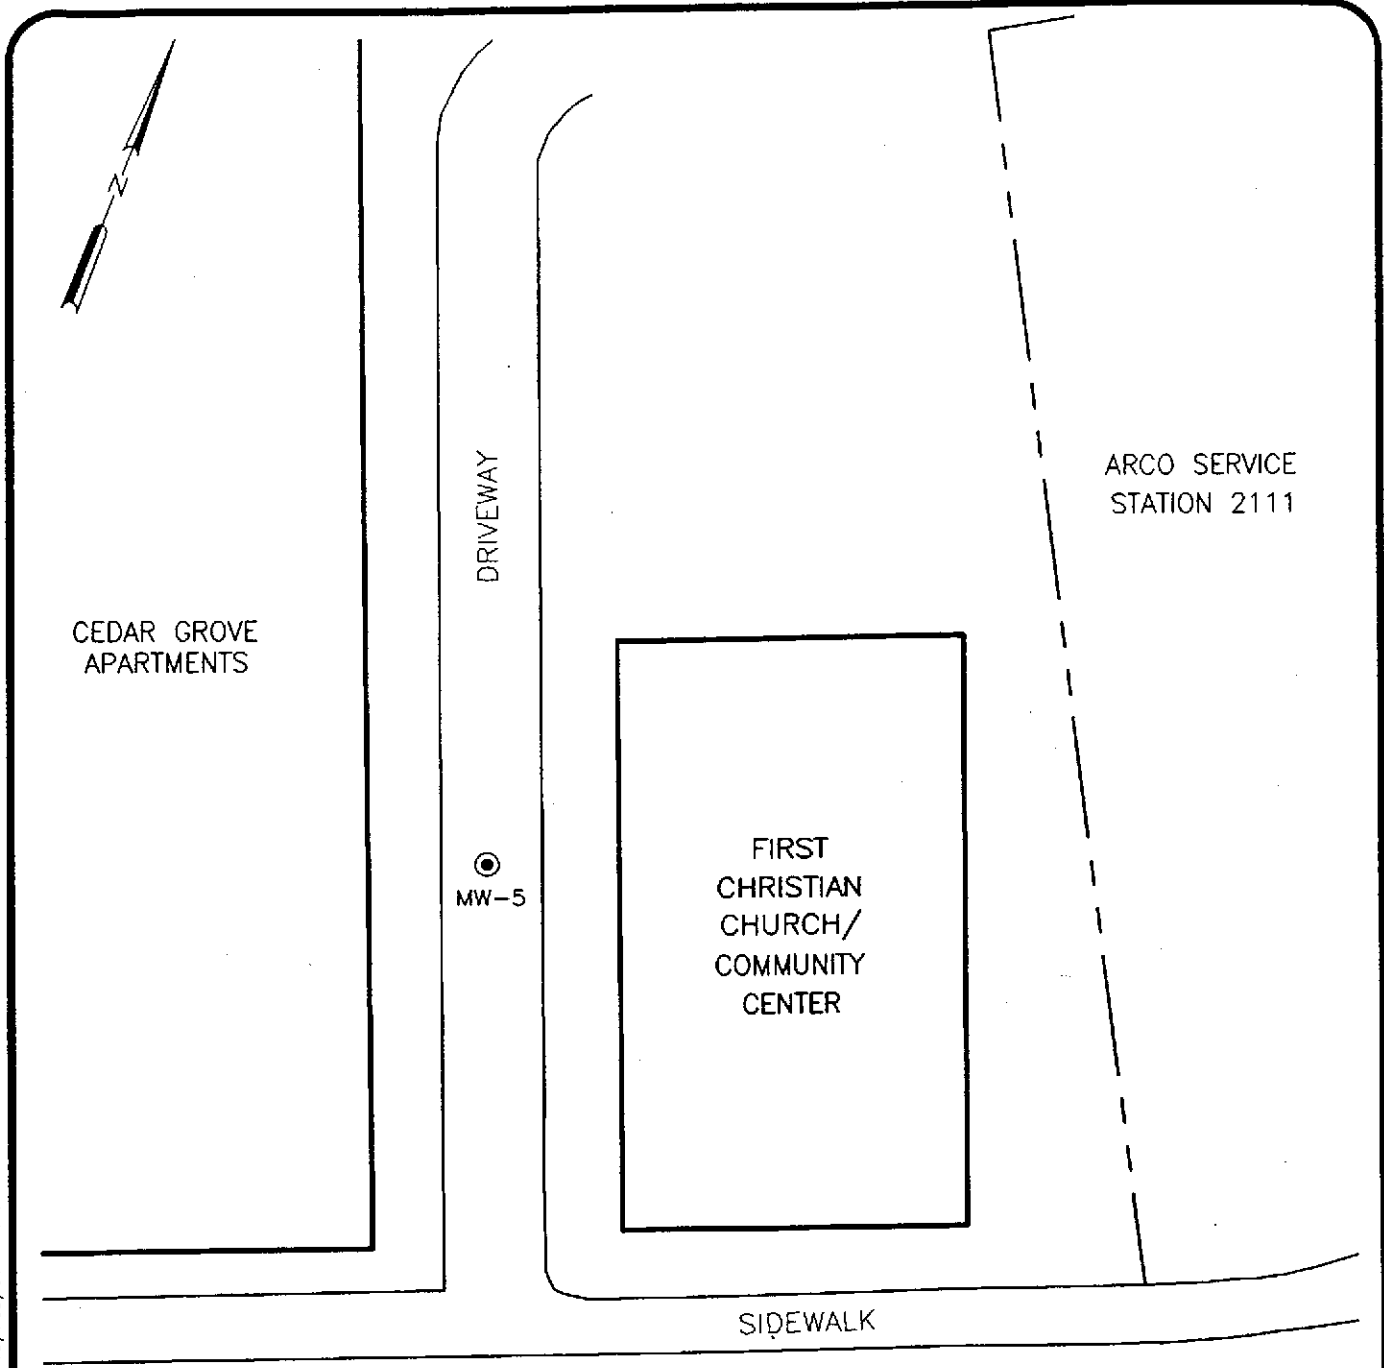 N
ARCO SERVICE
STATION 2111
DRIVEWAY
CEDAR GROVE
APARTMENTS
FIRST
CHRISTIAN
CHURCH/
COMMUNITY
CENTER
MW-5
SIDEWALK